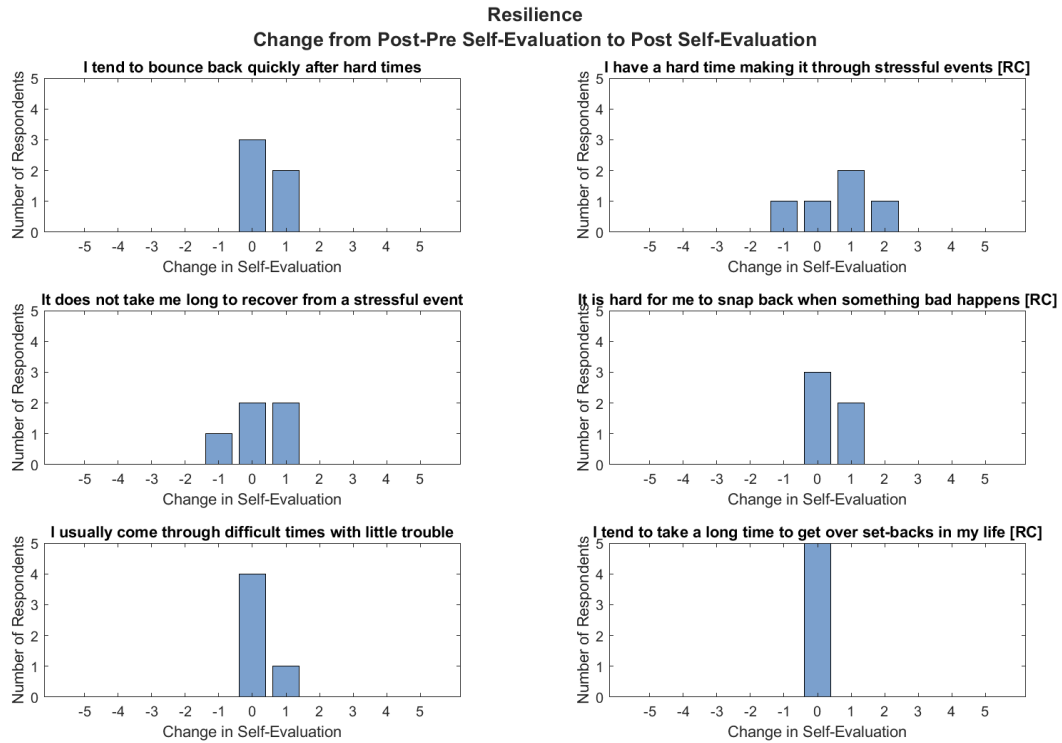 Resilience
Change from Post-Pre Self-Evaluation to Post Self-Evaluation
I tend to bounce back quickly after hard times
Number of Respondents
5
4
3
2
1
0
-5 -4 -3 -2 -1 0 1 2 3 4 5
Change in Self-Evaluation
I have a hard time making it through stressful events [RC]
Number of Respondents
5
4
3
2
1
0
-5 -4 -3 -2 -1 0 1 2 3 4 5
Change in Self-Evaluation
It does not take me long to recover from a stressful event
Number of Respondents
5
4
3
2
1
0
-5 -4 -3 -2 -1 0 1 2 3 4 5
Change in Self-Evaluation
It is hard for me to snap back when something bad happens [RC]
Number of Respondents
5
4
3
2
1
0
-5 -4 -3 -2 -1 0 1 2 3 4 5
Change in Self-Evaluation
I usually come through difficult times with little trouble
Number of Respondents
5
4
3
2
1
0
-5 -4 -3 -2 -1 0 1 2 3 4 5
Change in Self-Evaluation
I tend to take a long time to get over set-backs in my life [RC]
Number of Respondents
5
4
3
2
1
0
-5 -4 -3 -2 -1 0 1 2 3 4 5
Change in Self-Evaluation